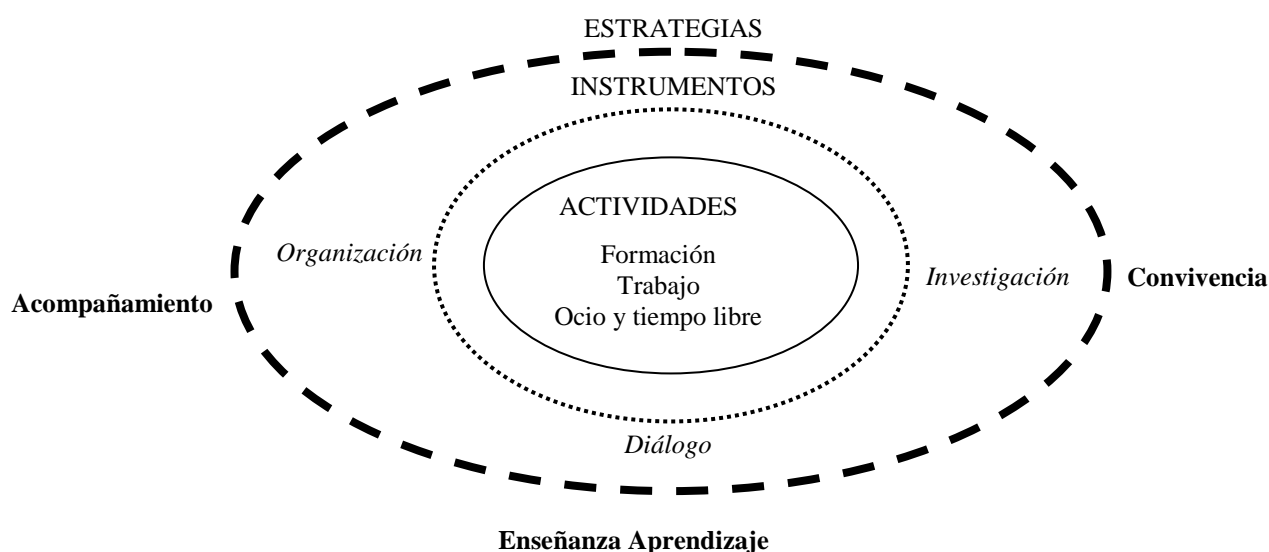 ESTRATEGIAS
INSTRUMENTOS
ACTIVIDADES
Organización
Formación
Investigación
Convivencia
Trabajo
Acompañamiento
Ocio y tiempo libre
Diálogo
Enseñanza Aprendizaje